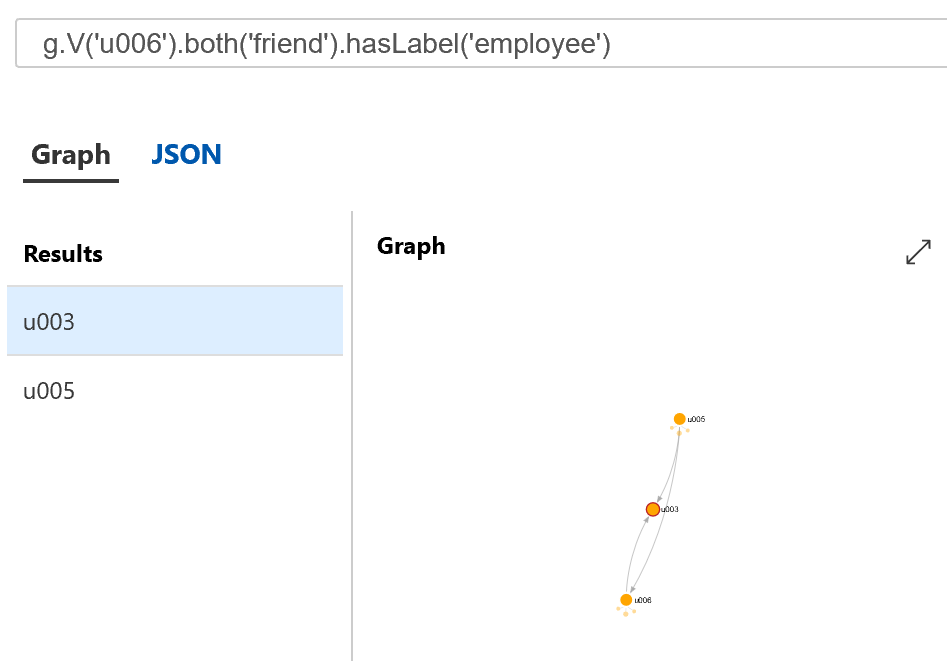 g.V('u006').both('friend').hasLabel('employee')
Graph JSON
Results
Graph
u003
u005
u005
u003
u006